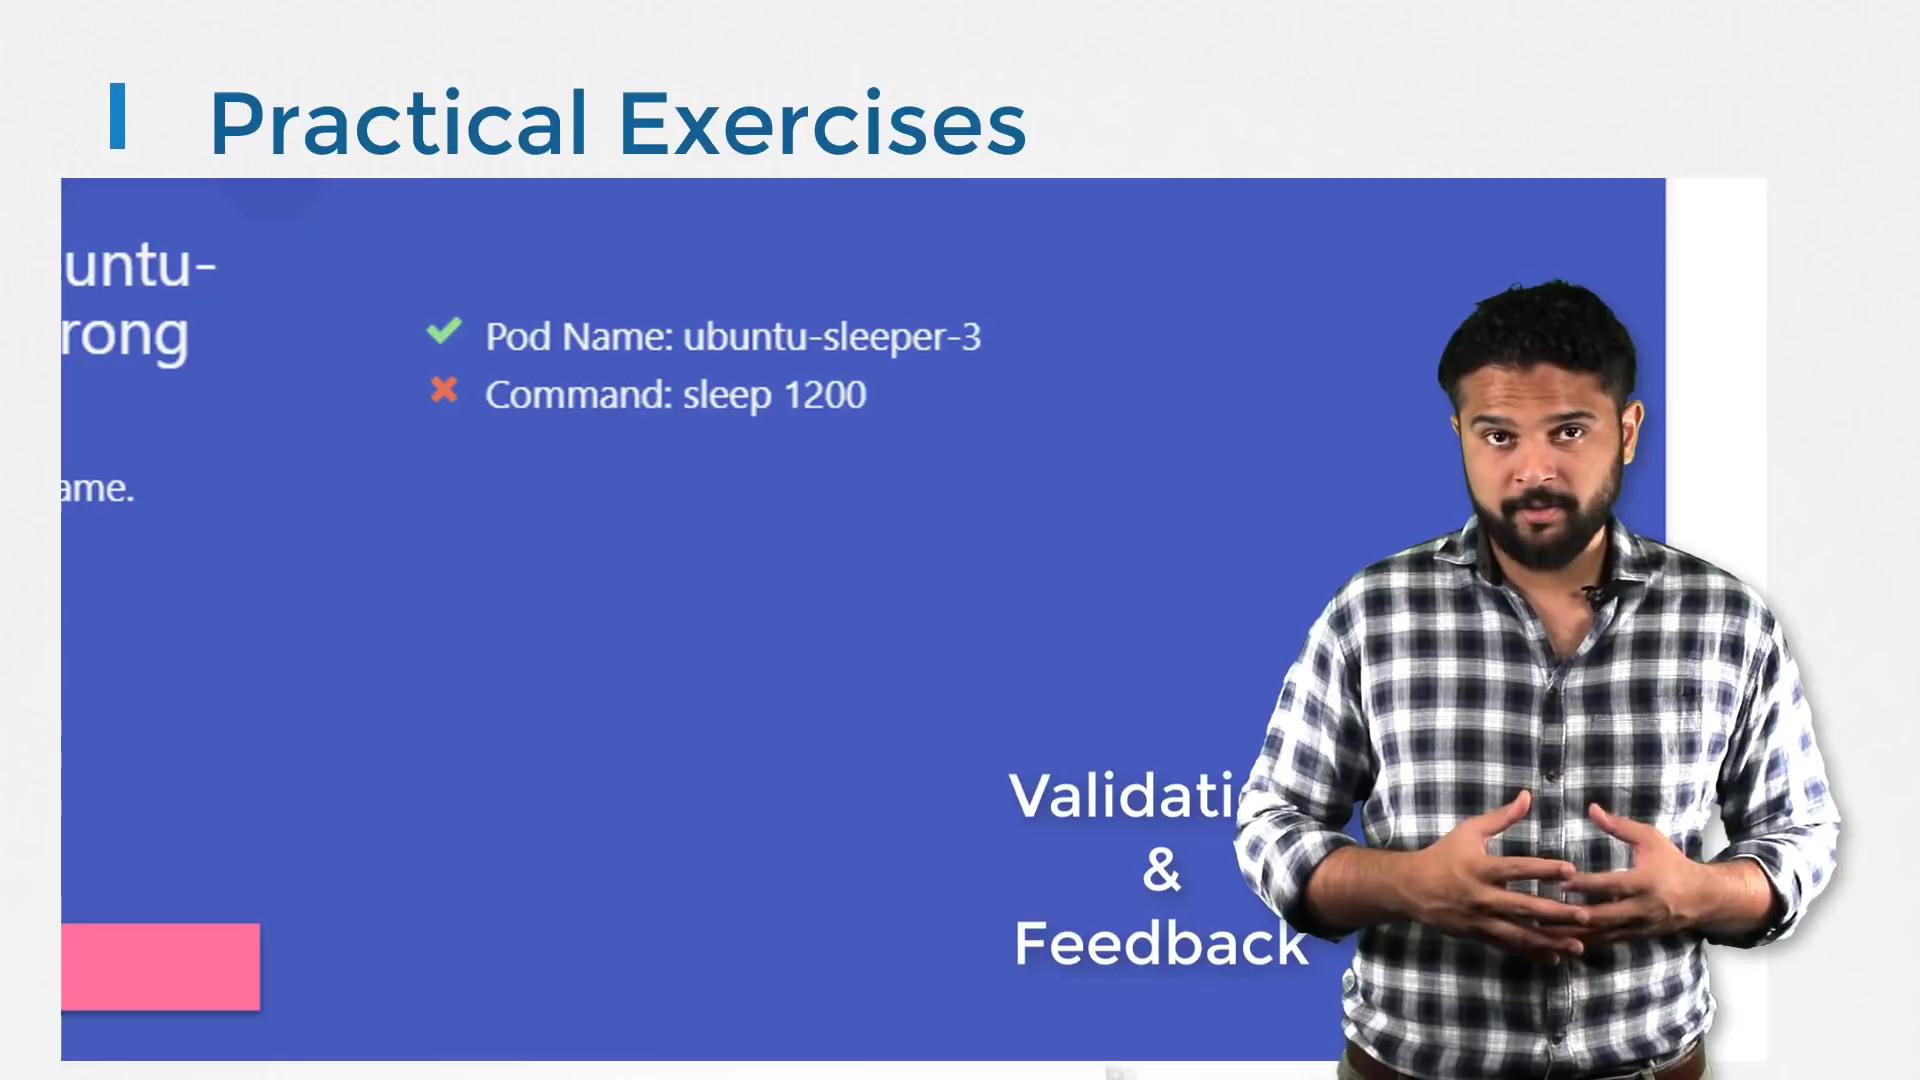 Practical Exercises
untu-
rong
Pod Name: ubuntu-sleeper-3
Command: sleep 1200
ame.
Validati
&
Feedback